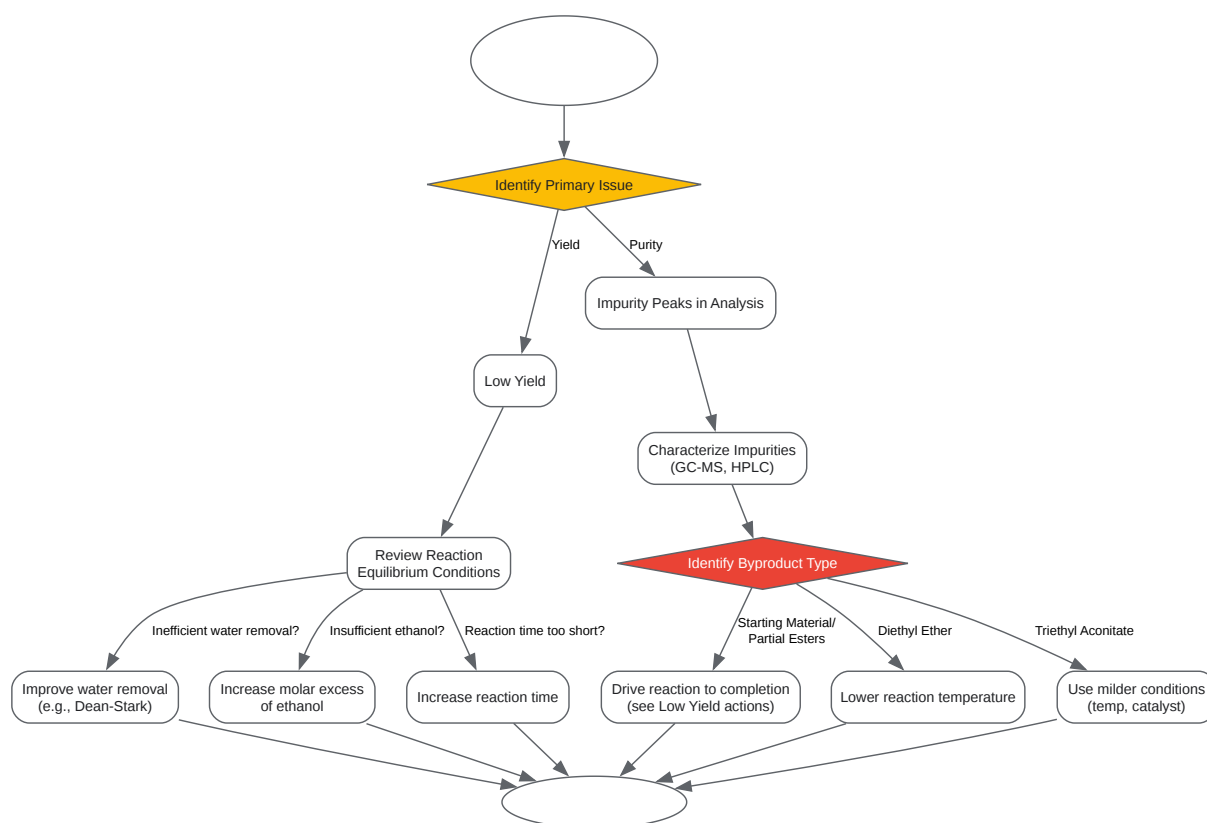 Identify Primary Issue
Yield
Purity
Impurity Peaks in Analysis
Low Yield
Characterize Impurities
(GC-MS, HPLC)
Review Reaction
Equilibrium Conditions
Identify Byproduct Type
Inefficient water removal?
Insufficient ethanol?
Reaction time too short?
Starting Material/
Partial Esters
Diethyl Ether
Triethyl Aconitate
Improve water removal
(e.g., Dean-Stark)
Increase molar excess
of ethanol
Increase reaction time
Drive reaction to completion
(see Low Yield actions)
Lower reaction temperature
Use milder conditions
(temp, catalyst)